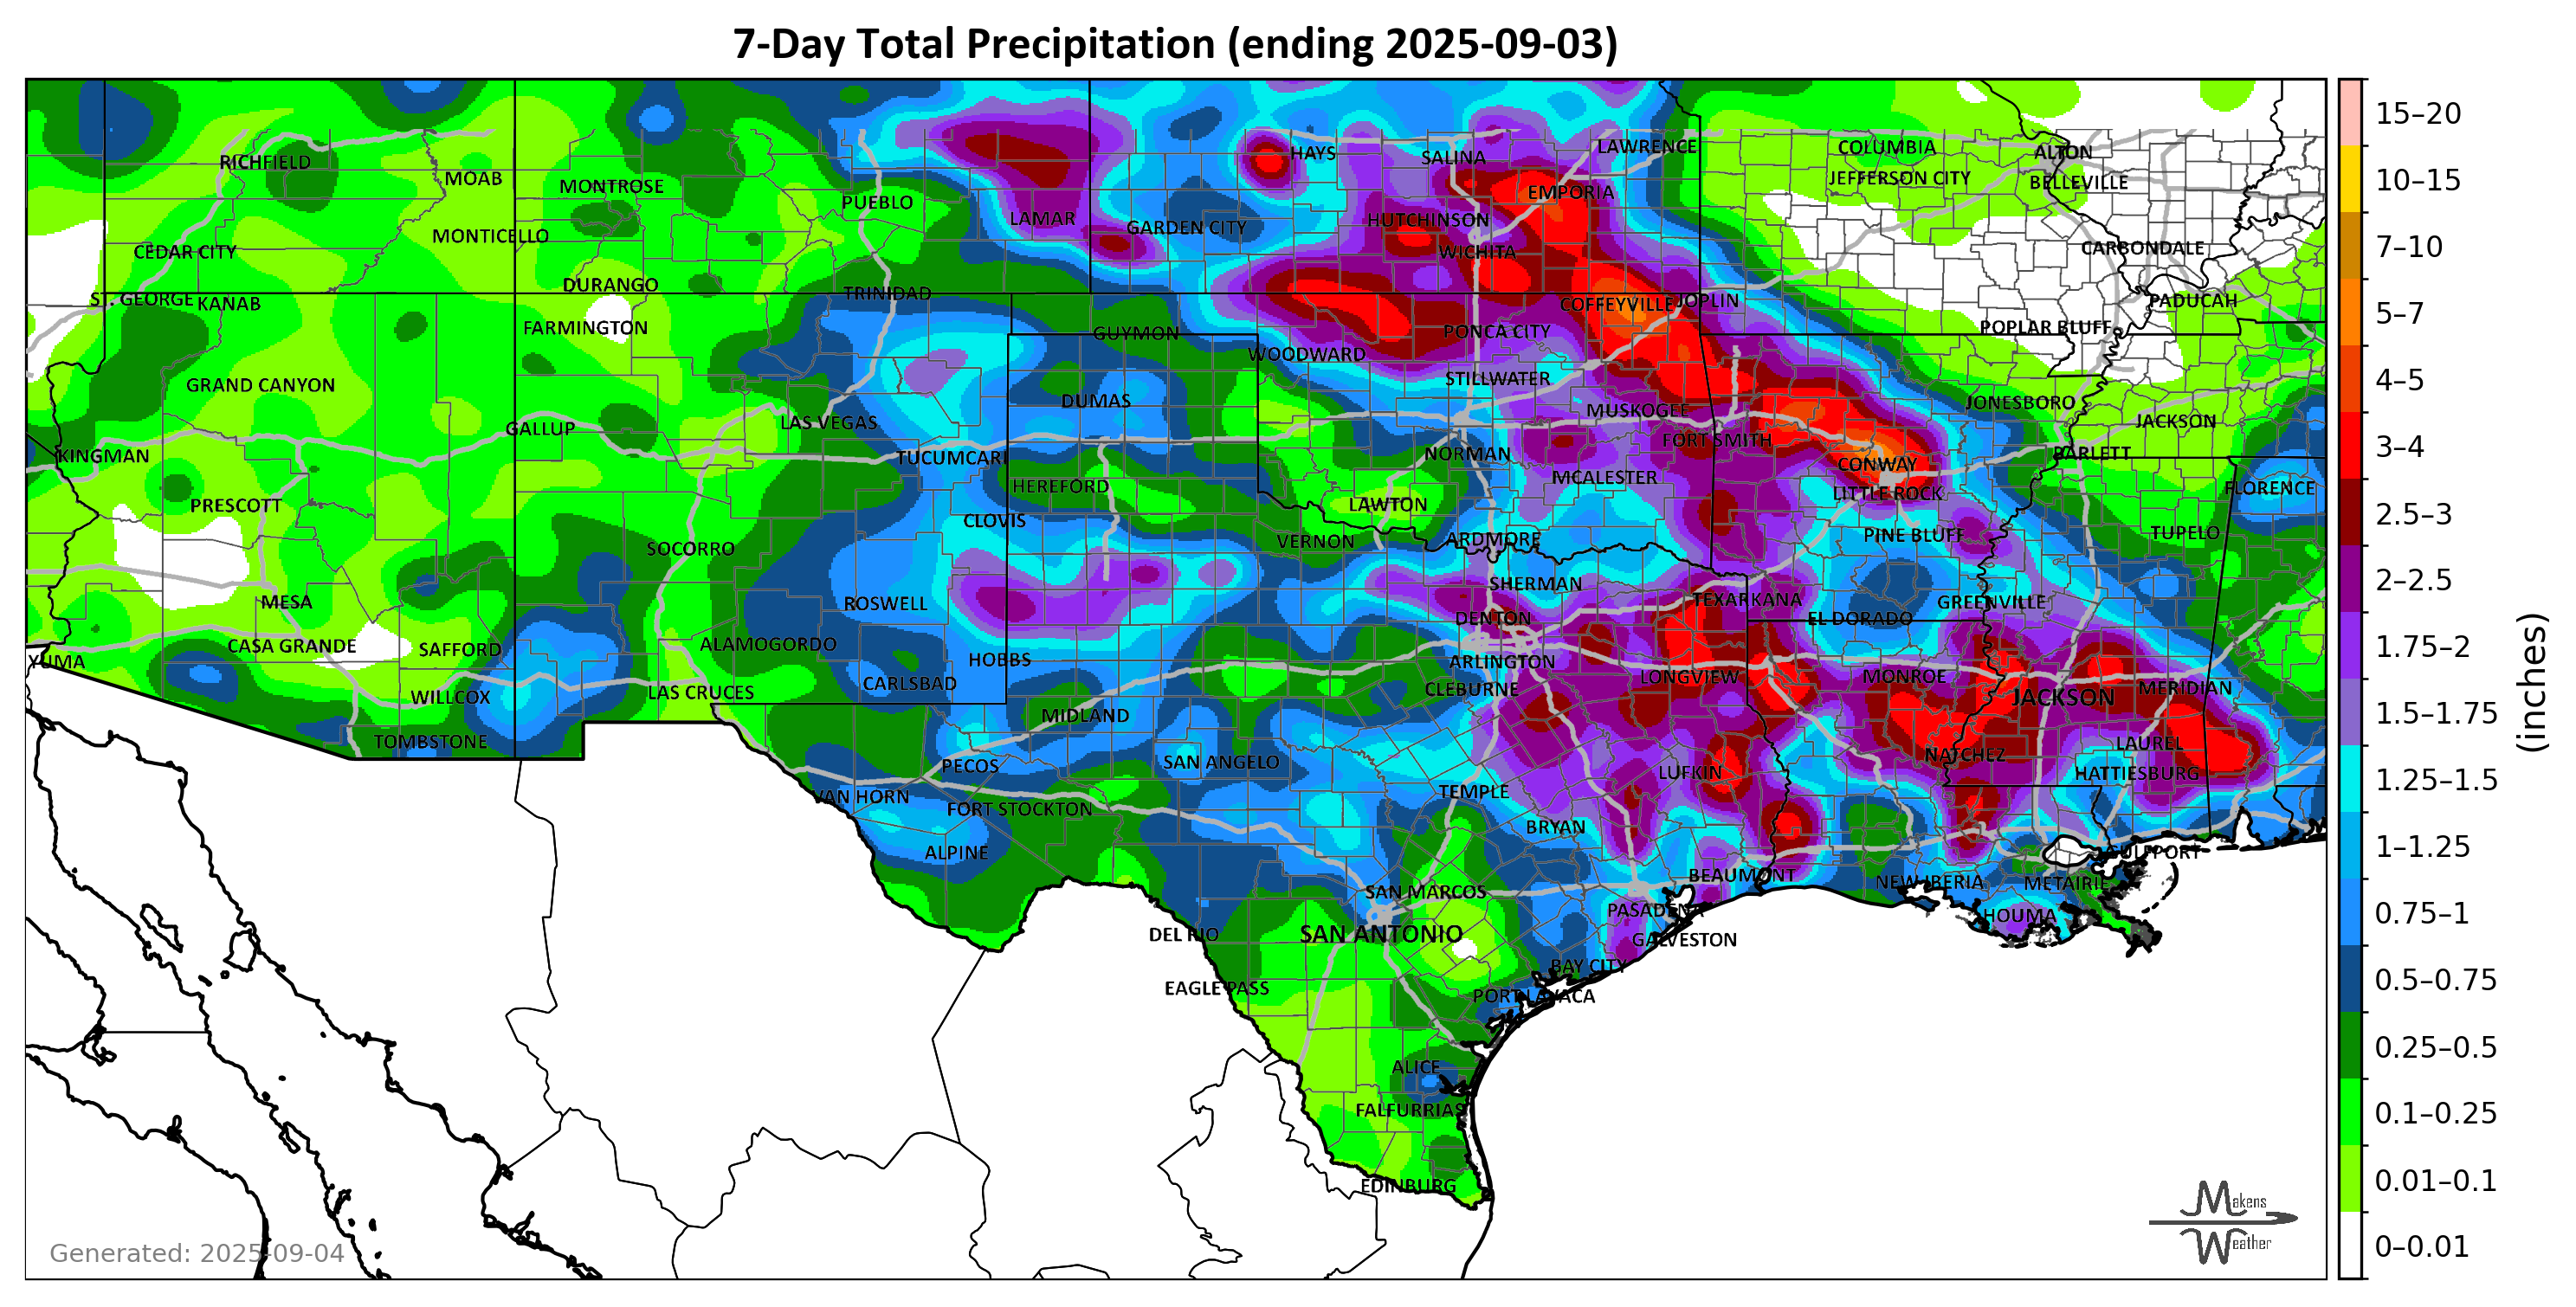 7-Day Total Precipitation (ending 2025-09-03)
HAYS
SALINA
LAWRENCE
COLUMBIA
ALTON
RICHFIELD
MOAB
MONTROSE
PUEBLO
LAMAR
GARDEN CITY
HUTCHINSON
EMPORIA
JEFFERSON CITY
BELLEVILLE
CEDAR CITY
MONTICELLO
WICHITA
CARBONDALE
ST. GEORGE
KANAB
DURANGO
TRINIDAD
COFFEYVILLE
JOPLIN
PADUCAH
FARMINGTON
GUYMON
PONCA CITY
POPLAR BLUFF
WOODWARD
GRAND CANYON
STILLWATER
DUMAS
MUSKOGEE
JONESBORO
JACKSON
GALLUP
LAS VEGAS
FORT SMITH
KINGMAN
TUCUMCARI
NORMAN
CONWAY
BARLETT
PRESCOTT
HEREFORD
LAWTON
MCALESTER
LITTLE ROCK
FLORENCE
CLOVIS
SOCORRO
VERNON
ARDMORE
PINE BLUFF
TUPELO
MESA
ROSWELL
SHERMAN
TEXARKANA
GREENVILLE
DENTON
EL DORADO
CASA GRANDE
SAFFORD
ALAMOGORDO
HOBBS
ARLINGTON
YUMA
WILLCOX
LAS CRUCES
CARLSBAD
CLEBURNE
LONGVIEW
MONROE
JACKSON
MERIDIAN
MIDLAND
TOMBSTONE
PECOS
SAN ANGELO
NATCHEZ
LAUREL
VAN HORN
FORT STOCKTON
TEMPLE
LUFKIN
HATTIESBURG
ALPINE
BRYAN
GULFPORT
SAN MARCOS
BEAUMONT
NEW IBERIA
METAIRIE
DEL RIO
SAN ANTONIO
PASADENA
GALVESTON
HOUMA
EAGLE PASS
BAY CITY
PORT LAVACA
ALICE
FALFURRIAS
EDINBURG
Generated: 2025-09-04
Makens
Weather
15–20
10–15
7–10
5–7
4–5
3–4
2.5–3
2–2.5
1.75–2
1.5–1.75
1.25–1.5
1–1.25
0.75–1
0.5–0.75
0.25–0.5
0.1–0.25
0.01–0.1
0–0.01
(inches)